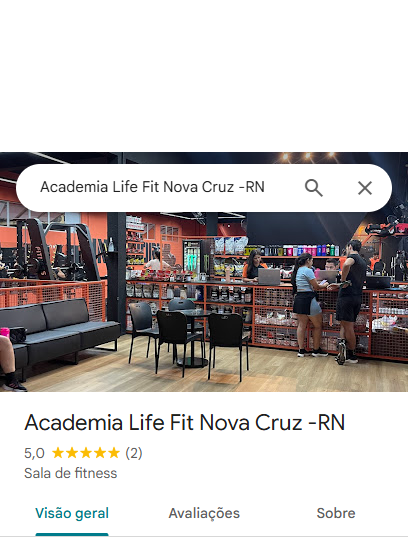 Academia Life Fit Nova Cruz -RN
Academia Life Fit Nova Cruz -RN
5,0 ★★★★★ (2)
Sala de fitness
Visão geral Avaliações Sobre